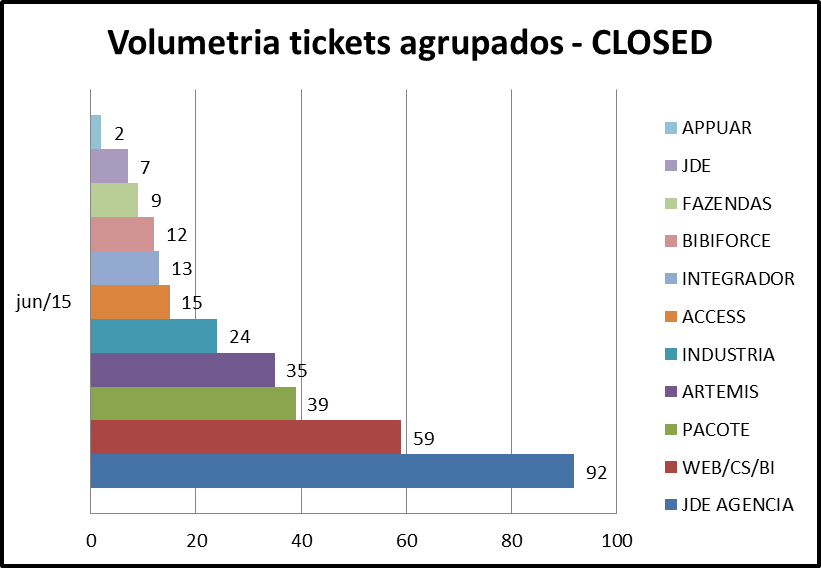 Volumetria tickets agrupados - CLOSED
jun/15
2
7
9
12
13
15
24
35
39
59
92
0 20 40 60 80 100
APPUAR
JDE
FAZENDAS
BIBIFORCE
INTEGRADOR
ACCESS
INDUSTRIA
ARTEMIS
PACOTE
WEB/CS/BI
JDE AGENCIA